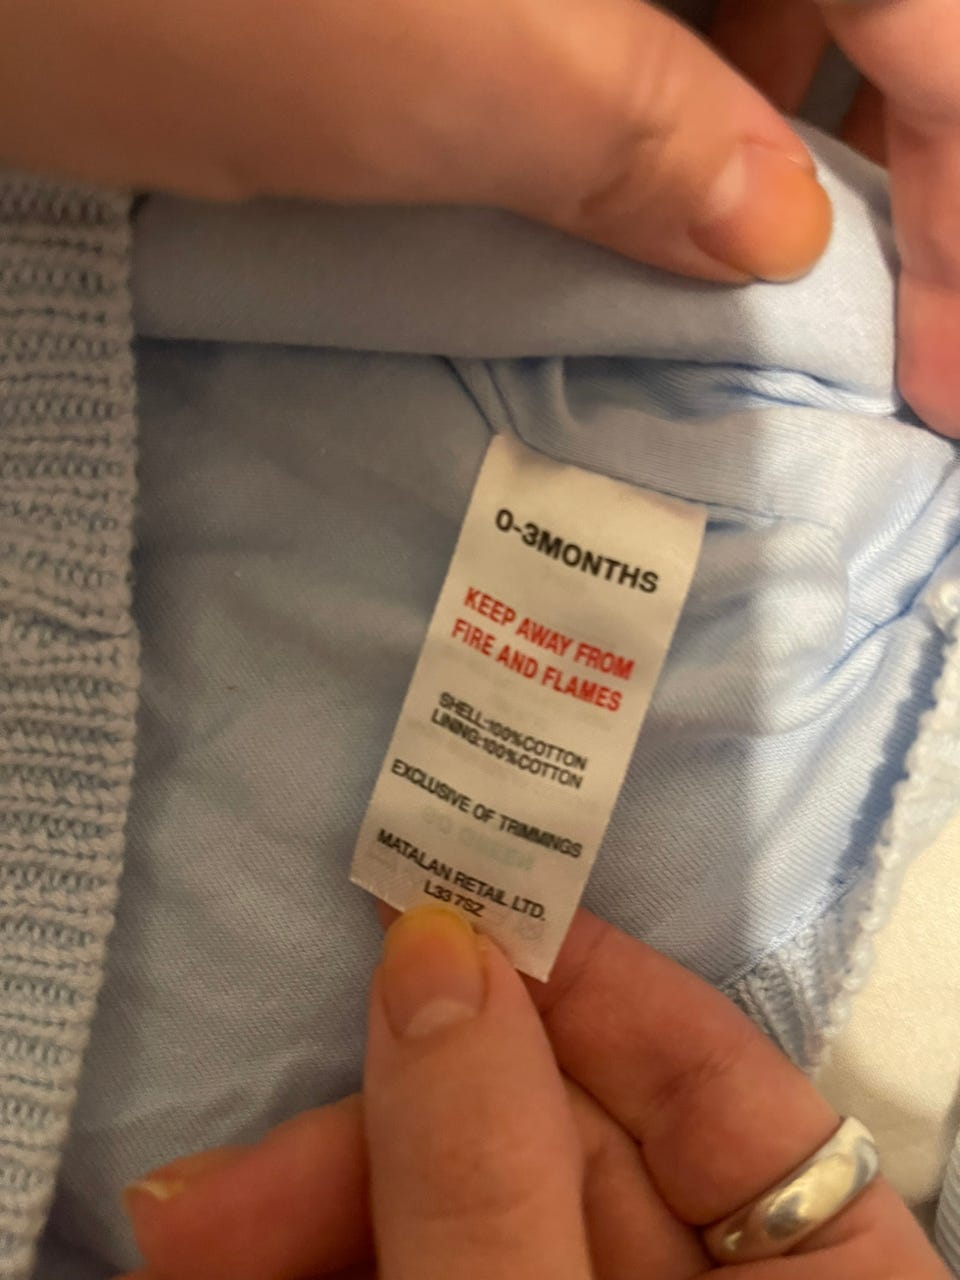 0-3MONTHS
KEEP AWAY FROM
FIRE AND FLAMES
SHELL:100%COTTON
LINING:100%COTTON
EXCLUSIVE OF TRIMMINGS
MATALAN RETAIL LTD.
L33 7SZ